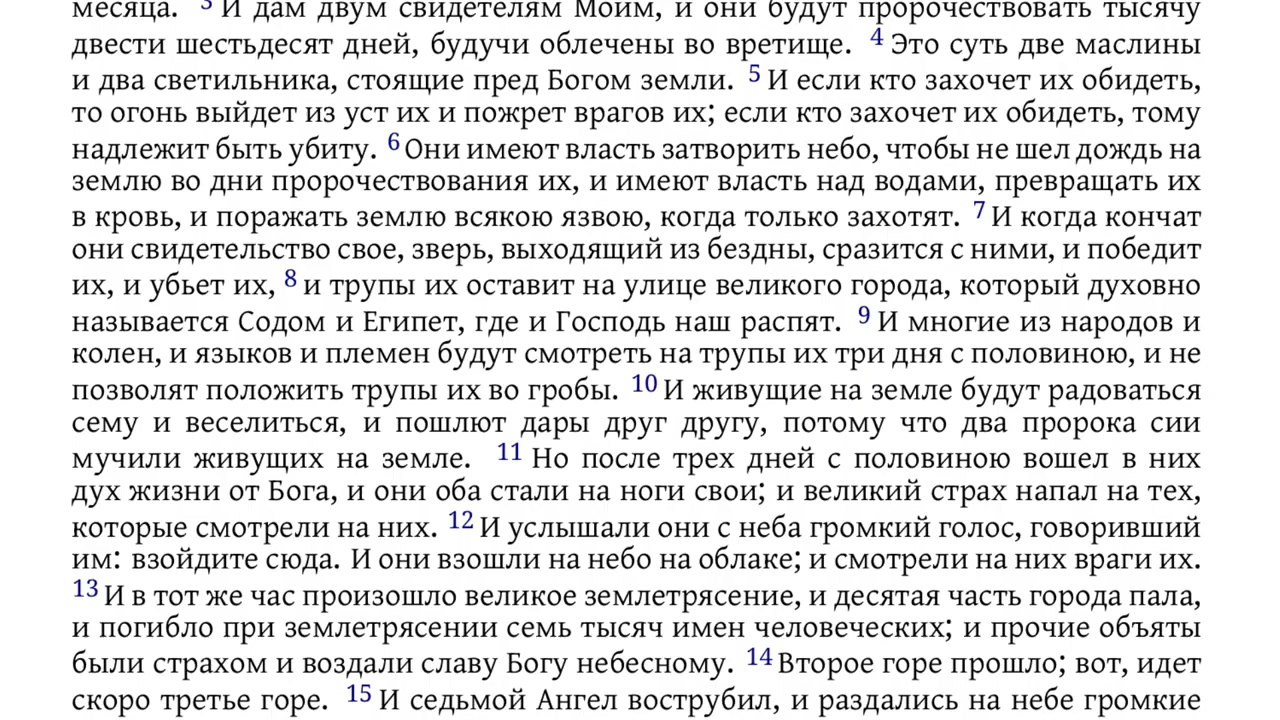 месяца. 3 И дам двум свидетелям Моим, и они будут пророчествовать тысячу
двести шестьдесят дней, будучи облечены во вретище. 4 Это суть две маслины
и два светильника, стоящие пред Богом земли. 5 И если кто захочет их обидеть,
то огонь выйдет из уст их и пожрет врагов их; если кто захочет их обидеть, тому
надлежит быть убиту. 6 Они имеют власть затворить небо, чтобы не шел дождь на
землю во дни пророчествования их, и имеют власть над водами, превращать их
в кровь, и поражать землю всякою язвою, когда только захотят. 7 И когда кончат
они свидетельство свое, зверь, выходящий из бездны, сразится с ними, и победит
их, и убьет их, 8 и трупы их оставит на улице великого города, который духовно
называется Содом и Египет, где и Господь наш распят. 9 И многие из народов и
колен, и языков и племен будут смотреть на трупы их три дня с половиною, и не
позволят положить трупы их во гробы. 10 И живущие на земле будут радоваться
сему и веселиться, и пошлют дары друг другу, потому что два пророка сии
мучили живущих на земле. 11 Но после трех дней с половиною вошел в них
дух жизни от Бога, и они оба стали на ноги свои; и великий страх напал на тех,
которые смотрели на них. 12 И услышали они с неба громкий голос, говоривший
им: взойдите сюда. И они взошли на небо на облаке; и смотрели на них враги их.
13 И в тот же час произошло великое землетрясение, и десятая часть города пала,
и погибло при землетрясении семь тысяч имен человеческих; и прочие объяты
были страхом и воздали славу Богу небесному. 14 Второе горе прошло; вот, идет
скоро третье горе. 15 И седьмой Ангел вострубил, и раздались на небе громкие